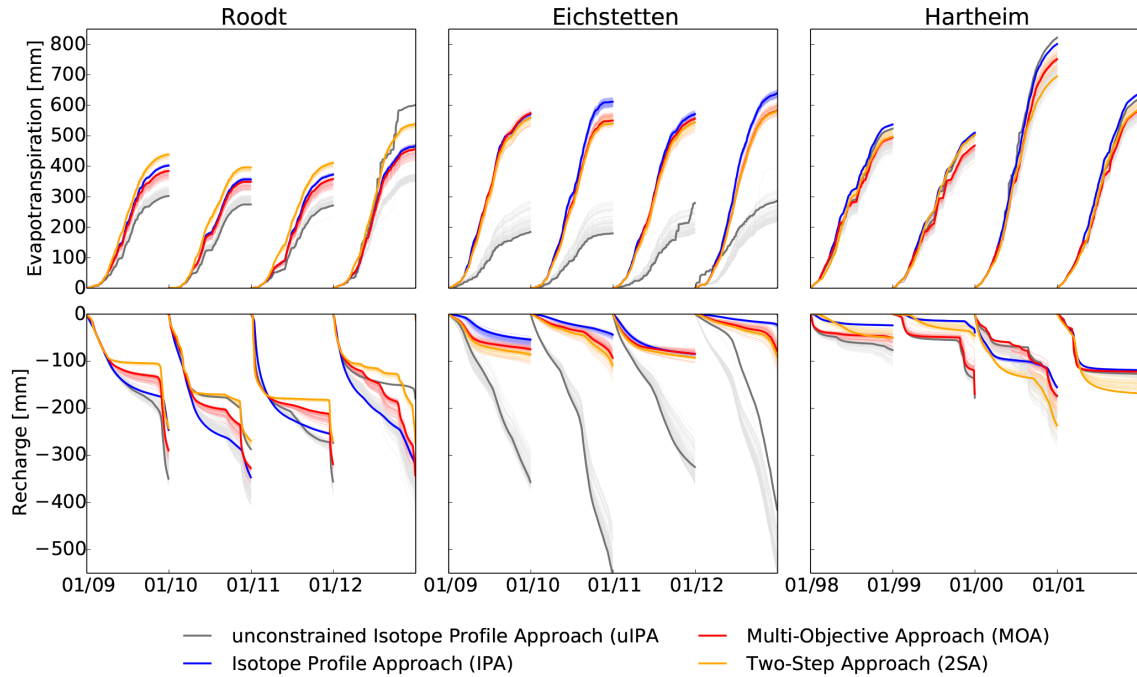 Roodt Eichstetten Hartheim
Evapotranspiration [mm]
800
700
600
500
400
300
200
100
0
Recharge [mm]
0
−100
−200
−300
−400
−500
01/09 01/10 01/11 01/12 01/09 01/10 01/11 01/12 01/98 01/99 01/00 01/01
unconstrained Isotope Profile Approach (uIPA
Isotope Profile Approach (IPA)
Multi-Objective Approach (MOA)
Two-Step Approach (2SA)